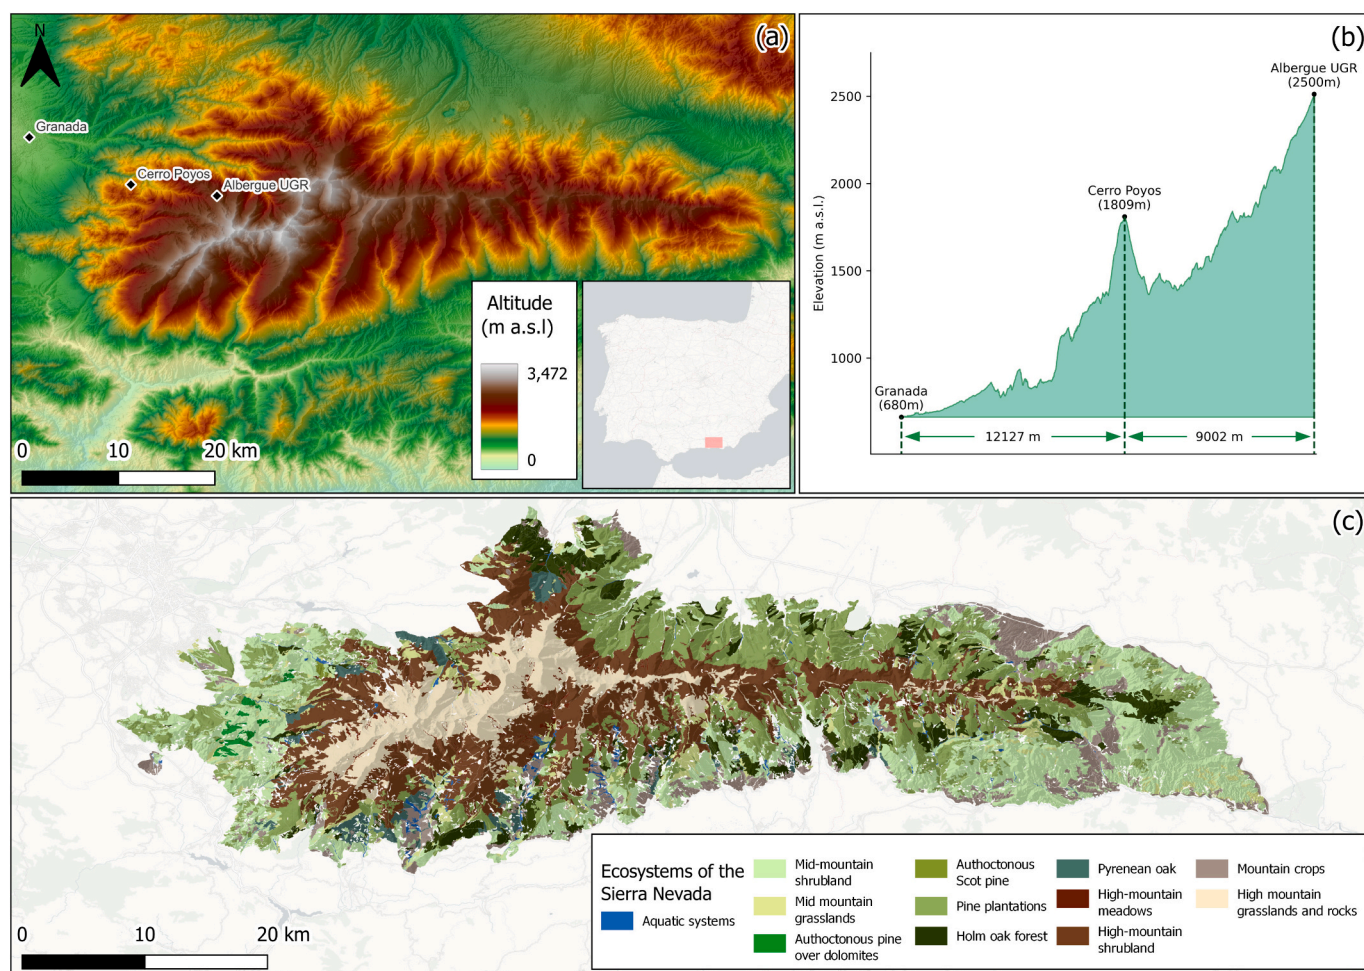 (a)
N
Granada
Cerro Poyos
Albergue UGR
Altitude
(m a.s.l)
3,472
0
0 10 20 km
(b)
Albergue UGR
(2500m)
2500
2000
1500
1000
Elevation (m a.s.l.)
Cerro Poyos
(1809m)
Granada
(680m)
12127 m
9002 m
(c)
Ecosystems of the
Sierra Nevada
Aquatic systems
Mid-mountain
shrubland
Mid mountain
grasslands
Authoctonous pine
over dolomites
Authoctonous
Scot pine
Pine plantations
Holm oak forest
Pyrenean oak
High-mountain
meadows
High-mountain
shrubland
Mountain crops
High mountain
grasslands and rocks
0 10 20 km